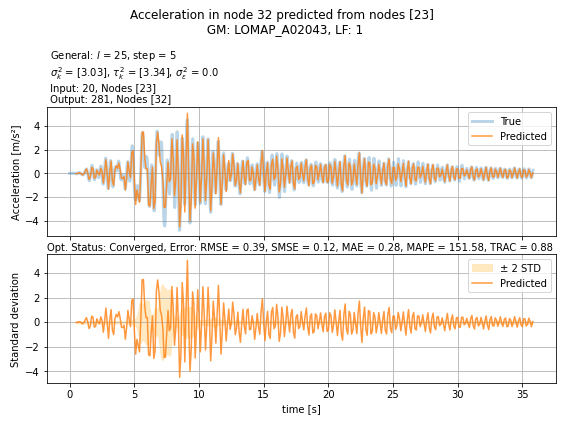 Acceleration in node 32 predicted from nodes [23]
GM: LOMAP_A02043, LF: 1
General: l = 25, step = 5
σ²ₖ = [3.03], τ²ₖ = [3.34], σ²ε = 0.0
Input: 20, Nodes [23]
Output: 281, Nodes [32]
Acceleration [m/s²]
4
2
0
−2
−4
True
Predicted
Opt. Status: Converged, Error: RMSE = 0.39, SMSE = 0.12, MAE = 0.28, MAPE = 151.58, TRAC = 0.88
Standard deviation
4
2
0
−2
−4
± 2 STD
Predicted
0 5 10 15 20 25 30 35
time [s]